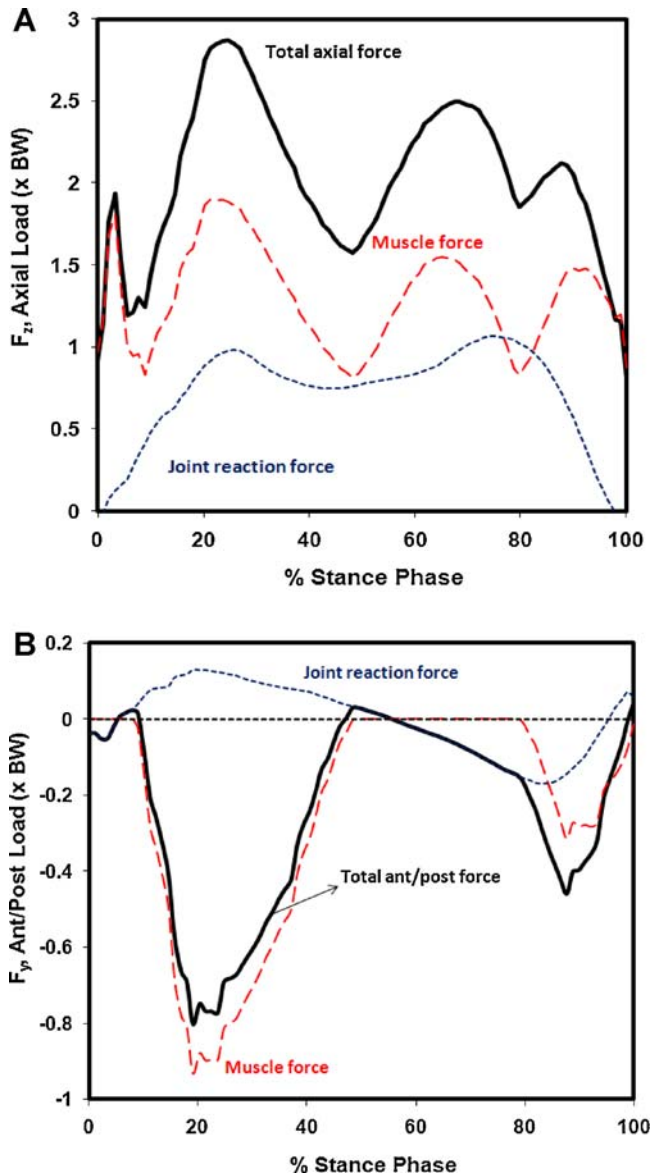 A
3
2.5
2
1.5
1
0.5
0
F_z, Axial Load (x BW)
Total axial force
Muscle force
Joint reaction force
0 20 40 60 80 100
% Stance Phase
B
0.2
0
-0.2
-0.4
-0.6
-0.8
-1
F_y, Ant/Post Load (x BW)
Joint reaction force
Total ant/post force
Muscle force
0 20 40 60 80 100
% Stance Phase